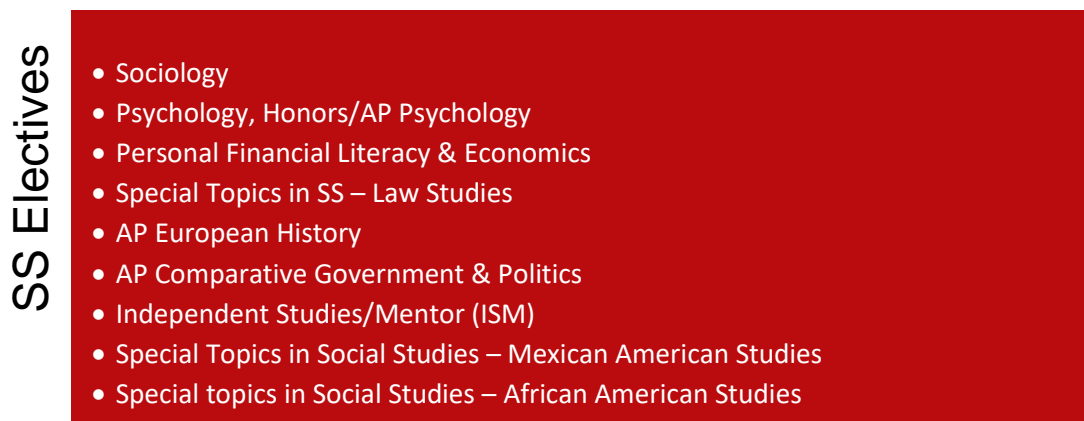 SS Electives
• Sociology
• Psychology, Honors/AP Psychology
• Personal Financial Literacy & Economics
• Special Topics in SS – Law Studies
• AP European History
• AP Comparative Government & Politics
• Independent Studies/Mentor (ISM)
• Special Topics in Social Studies – Mexican American Studies
• Special topics in Social Studies – African American Studies